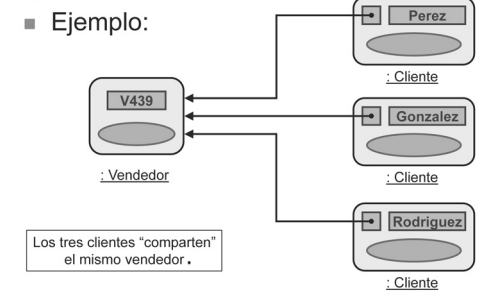 ■ Ejemplo:
Perez
: Cliente
V439
Gonzalez
: Vendedor
: Cliente
Rodriguez
Los tres clientes “comparten”
el mismo vendedor.
: Cliente